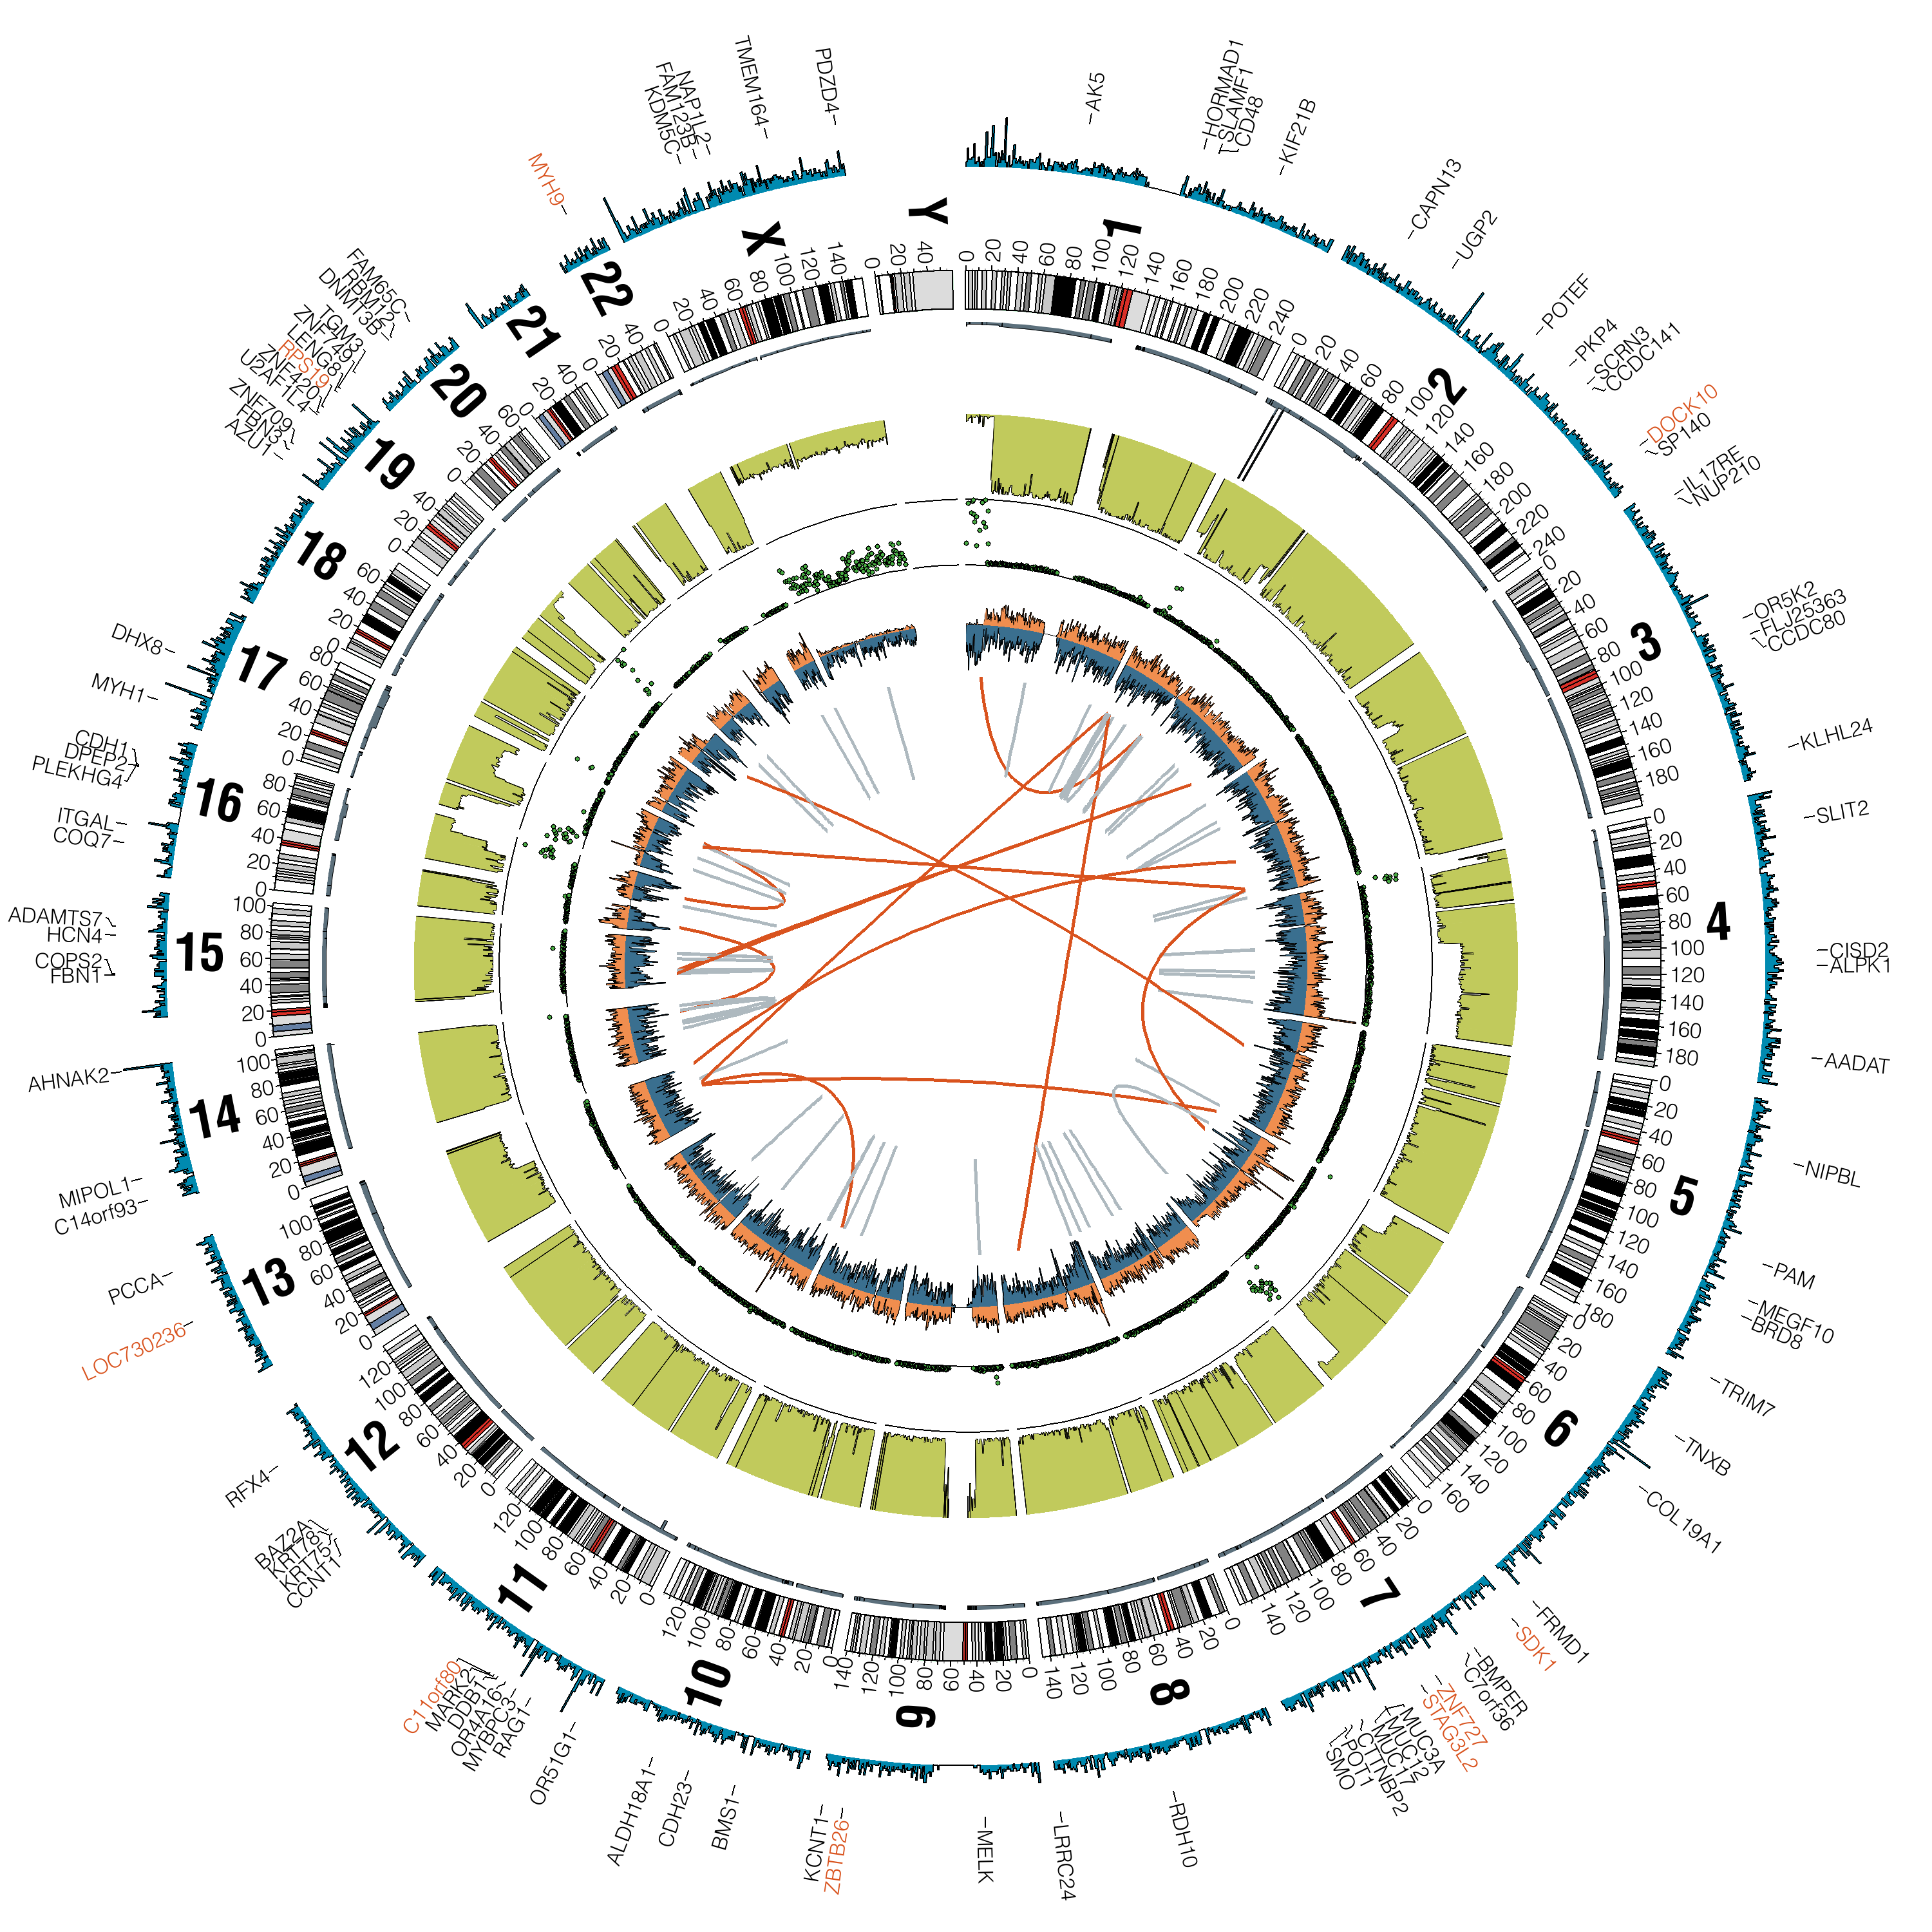 AK5
HORMAD1
SLAMF1
CD48
KIF21B
CAPN13
UGP2
POTEF
PKP4
SCRN3
CCDC141
DOCK10
SP140
IL17RE
NUP210
OR5K2
FLJ25363
CCDC80
KLHL24
SLIT2
CISD2
ALPK1
AADAT
NIPBL
PAM
MEGF10
BRD8
TRIM7
TNXB
COL19A1
FRMD1
SDK1
BMPER
C7orf36
ZNF727
STAG3L2
MUC3A
MUC12
MUC17
CTTNBP2
POT1
SMO
RDH10
LRRC24
MELK
ZBTB26
KCNT1
BMS1
CDH23
ALDH18A1
OR51G1
RAG1
MYBPC3
OR4A16
DDB1
MARK2
C11orf80
CCNT1
KRT75
KRT78
BAZ2A
RFX4
LOC730236
PCCA
C14orf93
MIPOL1
AHNAK2
FBN1
COPS2
HCN4
ADAMTS7
COQ7
ITGAL
PLEKHG4
DPEP2
CDH1
MYH1
DHX8
AZU1
FBN3
ZNF709
U2AF1L4
ZNF420
RPS19
LENG8
ZNF749
TGM3
DNMT3B
RBM12
FAM65C
MYH9
KDM5C
FAM123B
NAP1L2
TMEM164
PDZD4
1
0 20 40 60 80 100 120 140 160 180 200 220 240
2
0 20 40 60 80 100 120 140 160 180 200 220 240
3
0 20 40 60 80 100 120 140 160 180
4
0 20 40 60 80 100 120 140 160 180
5
0 20 40 60 80 100 120 140 160 180
6
0 20 40 60 80 100 120 140 160
7
0 20 40 60 80 100 120 140
8
0 20 40 60 80 100 120 140
9
0 20 40 60 80 100 120 140
10
0 20 40 60 80 100 120
11
0 20 40 60 80 100 120
12
0 20 40 60 80 100 120
13
0 20 40 60 80 100
14
0 20 40 60 80 100
15
0 20 40 60 80 100
16
0 20 40 60 80
17
0 20 40 60 80
18
0 20 40 60
19
0 20 40
20
0 20 40 60
21
0 20 40
22
0 20 40
X
0 20 40 60 80 100 120 140
Y
0 20 40